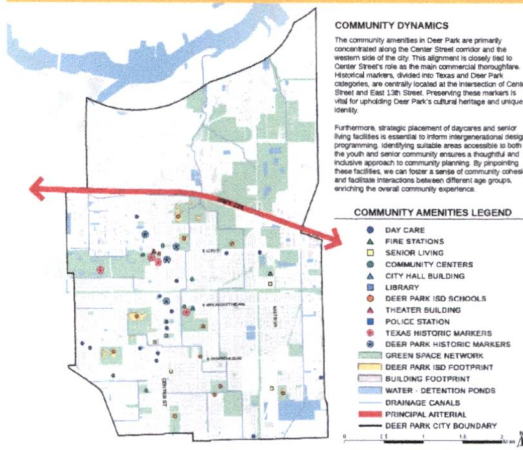 COMMUNITY DYNAMICS
The community amenities in Deer Park are primarily
concentrated along the Center Street corridor and the
western side of the city. This alignment is closely tied to
Center Street's role as the main commercial thoroughfare.
Historical markers, divided into Texas and Deer Park
categories, are centrally located at the intersection of Center
Street and East 13th Street. Preserving these markers is
vital for upholding Deer Park's cultural heritage and unique
identity.
Furthermore, strategic placement of daycares and senior
living facilities is essential to inform intergenerational design
programming. Identifying suitable areas accessible to both
the youth and senior community ensures a thoughtful and
inclusive approach to community planning. By pinpointing
these facilities, we can foster a sense of community cohesi
and facilitate interactions between different age groups,
enriching the overall community experience.
COMMUNITY AMENITIES LEGEND
DAY CARE
FIRE STATIONS
SENIOR LIVING
COMMUNITY CENTERS
CITY HALL BUILDING
LIBRARY
DEER PARK ISD SCHOOLS
THEATER BUILDING
POLICE STATION
TEXAS HISTORIC MARKERS
DEER PARK HISTORIC MARKERS
GREEN SPACE NETWORK
DEER PARK ISD FOOTPRINT
BUILDING FOOTPRINT
WATER - DETENTION PONDS
DRAINAGE CANALS
PRINCIPAL ARTERIAL
DEER PARK CITY BOUNDARY
CENTER ST